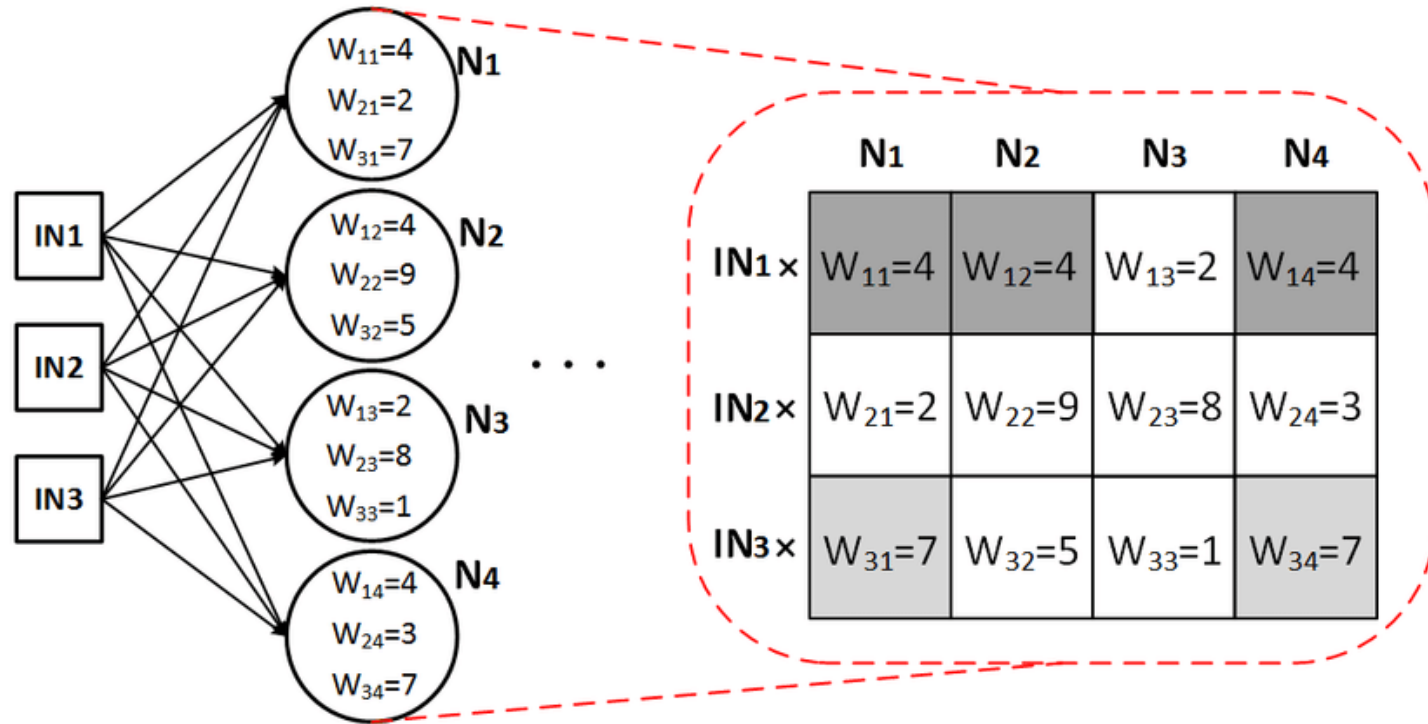 W11=4
W21=2
W31=7
N1
IN1
W12=4
W22=9
W32=5
N2
IN2
W13=2
W23=8
W33=1
N3
IN3
W14=4
W24=3
W34=7
N4
. . .
N1 N2 N3 N4
IN1× W11=4 W12=4 W13=2 W14=4
IN2× W21=2 W22=9 W23=8 W24=3
IN3× W31=7 W32=5 W33=1 W34=7